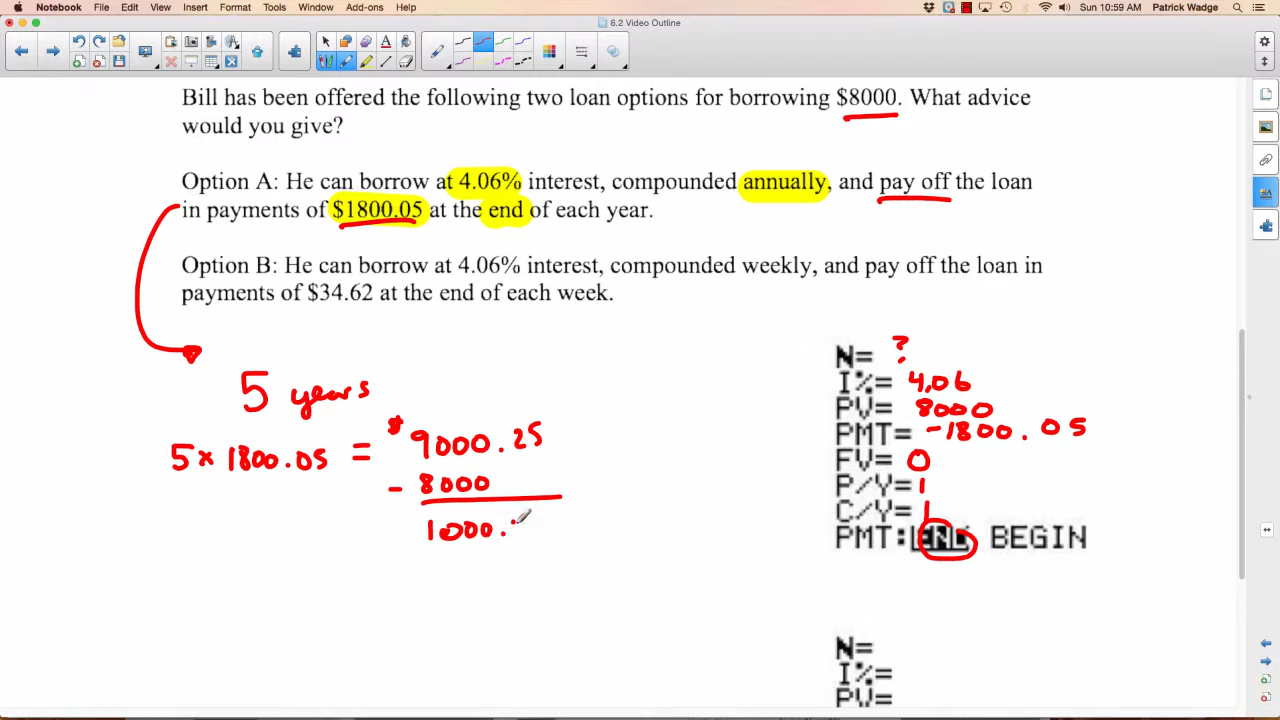 Notebook File Edit View Insert Format Tools Window Add-ons Help Sun 10:59 AM Patrick Wadge
6.2 Video Outline
Bill has been offered the following two loan options for borrowing $8000. What advice
would you give?
Option A: He can borrow at 4.06% interest, compounded annually, and pay off the loan
in payments of $1800.05 at the end of each year.
Option B: He can borrow at 4.06% interest, compounded weekly, and pay off the loan in
payments of $34.62 at the end of each week.
5 years
5 × 1800.05 = $9000.25
- 8000
1000.
N= ?
I%= 4.06
PV= 8000
PMT= -1800.05
FV= 0
P/Y= 1
C/Y= 1
PMT:END BEGIN
N=
I%=
PV=